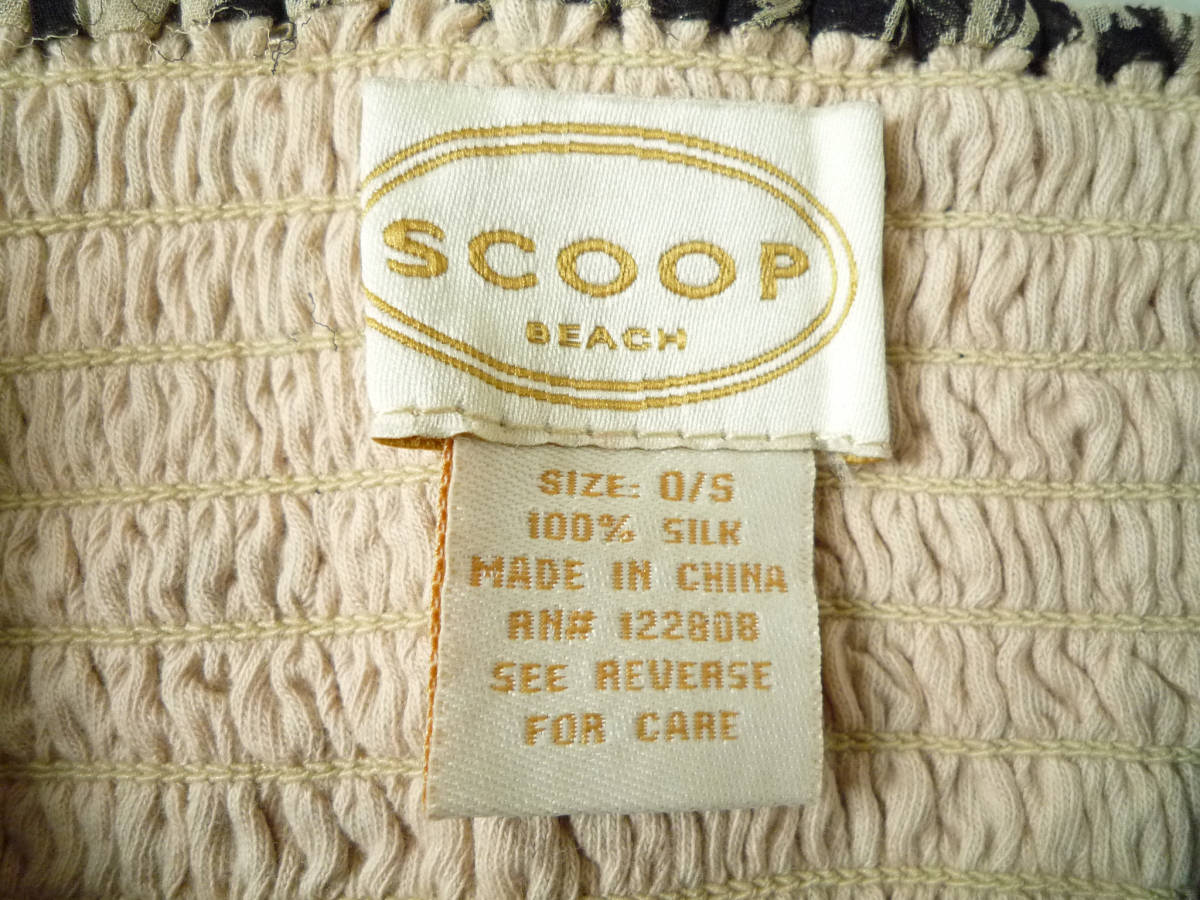 SCOOP
BEACH
SIZE: O/S
100% SILK
MADE IN CHINA
RN# 122808
SEE REVERSE
FOR CARE